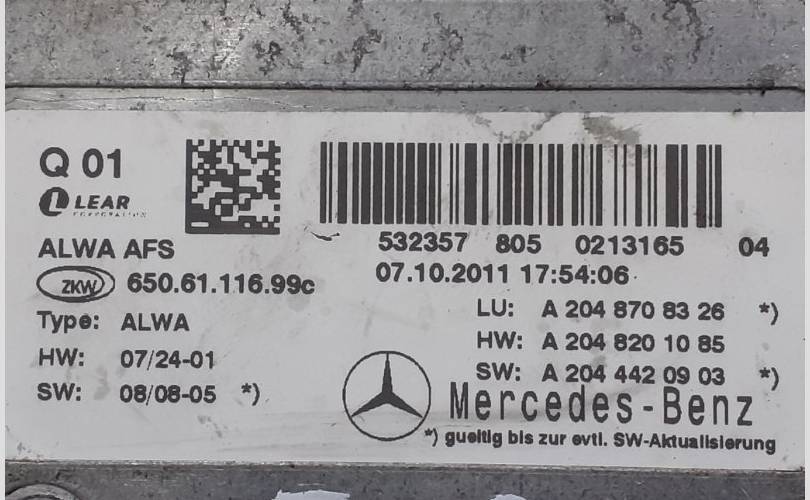 Q 01
LEAR
CORPORATION
532357 805 0213165 04
ALWA AFS
07.10.2011 17:54:06
ZKW 650.61.116.99c
LU: A 204 870 83 26 *)
Type: ALWA
HW: A 204 820 10 85
HW: 07/24-01
SW: A 204 442 09 03 *)
SW: 08/08-05 *)
Mercedes-Benz
*) gueltig bis zur evtl. SW-Aktualisierung